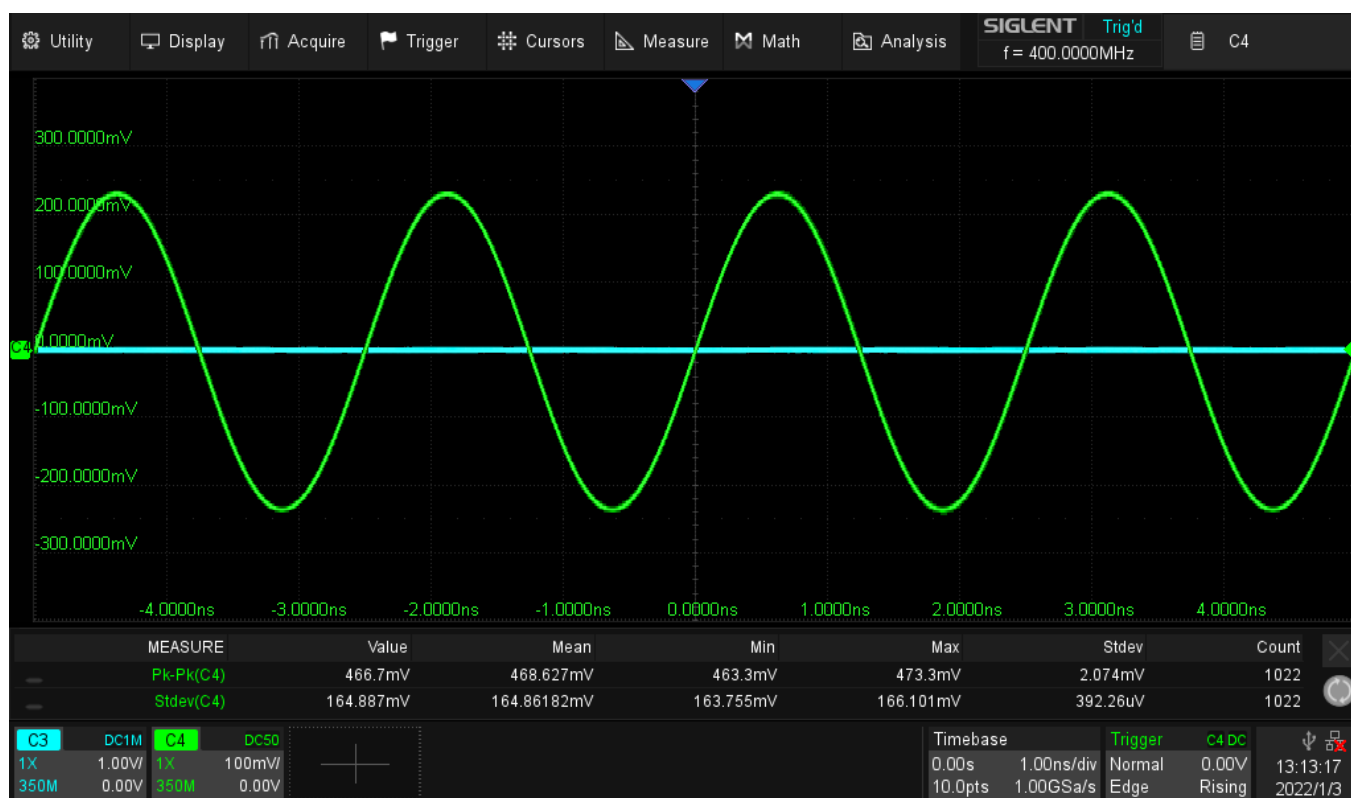 Utility Display Acquire Trigger Cursors Measure Math Analysis SIGLENT Trig'd C4
f = 400.0000MHz
300.0000mV
200.0000mV
100.0000mV
C4 0.0000mV
-100.0000mV
-200.0000mV
-300.0000mV
-4.0000ns -3.0000ns -2.0000ns -1.0000ns 0.0000ns 1.0000ns 2.0000ns 3.0000ns 4.0000ns
MEASURE Value Mean Min Max Stdev Count
Pk-Pk(C4) 466.7mV 468.627mV 463.3mV 473.3mV 2.074mV 1022
Stdev(C4) 164.887mV 164.86182mV 163.755mV 166.101mV 392.26uV 1022
C3 DC1M C4 DC50 Timebase Trigger C4 DC
1X 1.00V/ 1X 100mV/ 0.00s 1.00ns/div Normal 0.00V 13:13:17
350M 0.00V 350M 0.00V 10.0pts 1.00GSa/s Edge Rising 2022/1/3